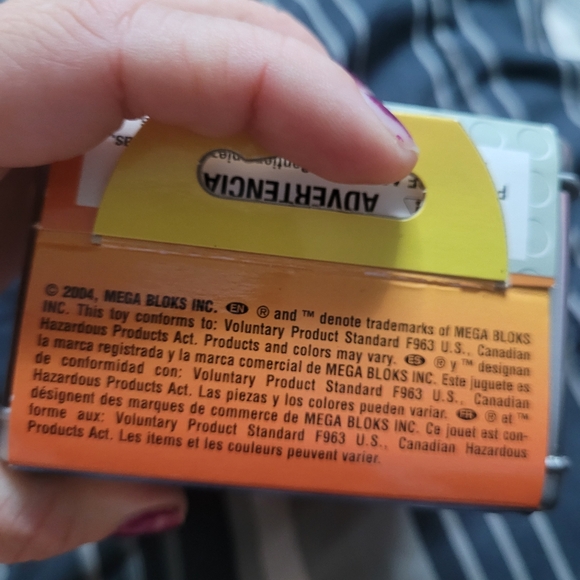 ADVERTENCIA
© 2004, MEGA BLOKS INC. EN ® and ™ denote trademarks of MEGA BLOKS
INC. This toy conforms to: Voluntary Product Standard F963 U.S., Canadian
Hazardous Products Act. Products and colors may vary. ES ® y ™ designan
la marca registrada y la marca comercial de MEGA BLOKS INC. Este juguete es
de conformidad con: Voluntary Product Standard F963 U.S., Canadian
Hazardous Products Act. Las piezas y los colores pueden variar. FR ® et ™
désignent des marques de commerce de MEGA BLOKS INC. Ce jouet est con-
forme aux: Voluntary Product Standard F963 U.S., Canadian Hazardous
Products Act. Les items et les couleurs peuvent varier.